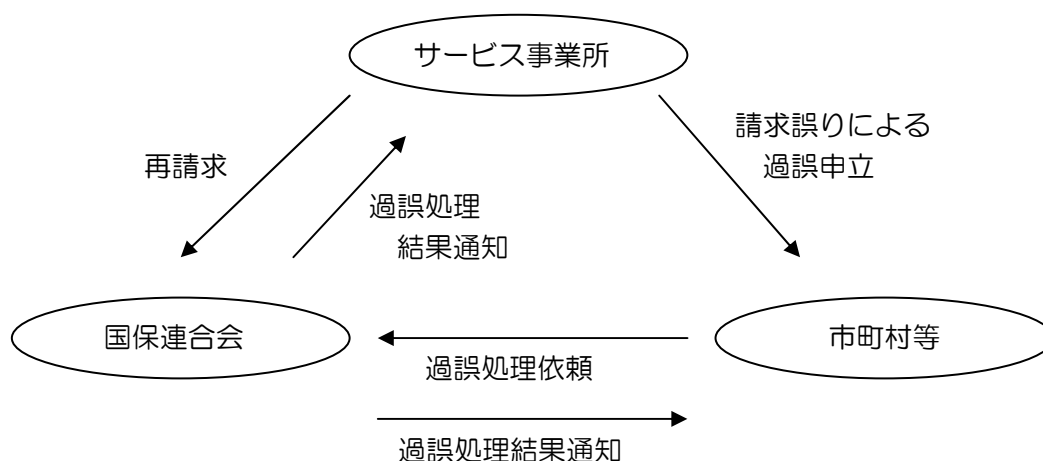 サービス事業所
請求誤りによる
過誤申立
再請求
過誤処理
結果通知
国保連合会
市町村等
過誤処理依頼
過誤処理結果通知